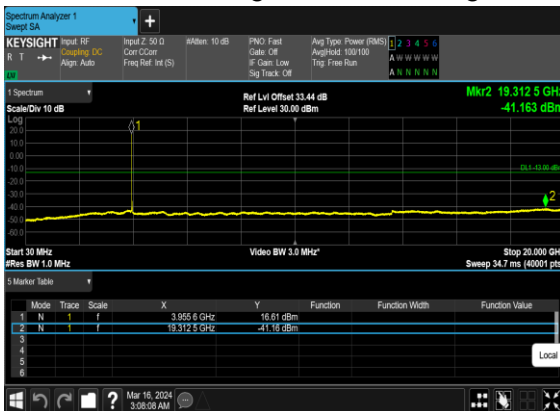 Spectrum Analyzer 1
Swept SA
KEYSIGHT Input: RF Input Z: 50 Ω #Atten: 10 dB PNO: Fast Avg Type: Power (RMS) 1 2 3 4 5 6
R T Coupling: DC Corr CCorr Gate: Off Avg|Hold: 100/100 A W W W W W
Align: Auto Freq Ref: Int (S) IF Gain: Low Trig: Free Run
Sig Track: Off A N N N N N
LV
1 Spectrum Ref Lvl Offset 33.44 dB Mkr2 19.312 5 GHz
Scale/Div 10 dB Ref Level 30.00 dBm -41.163 dBm
Log
20.0
10.0
0.00
-10.0
-20.0
-30.0
-40.0
-50.0
-60.0
1
DL1 -13.00 dBm
2
Start 30 MHz Video BW 3.0 MHz* Stop 20.000 GH
#Res BW 1.0 MHz Sweep 34.7 ms (40001 pts
5 Marker Table
Mode Trace Scale X Y Function Function Width Function Value
1 N 1 f 3.955 6 GHz 16.61 dBm
2 N 1 f 19.312 5 GHz -41.16 dBm
3
4
5
6
Local
? Mar 16, 2024
3:08:08 AM